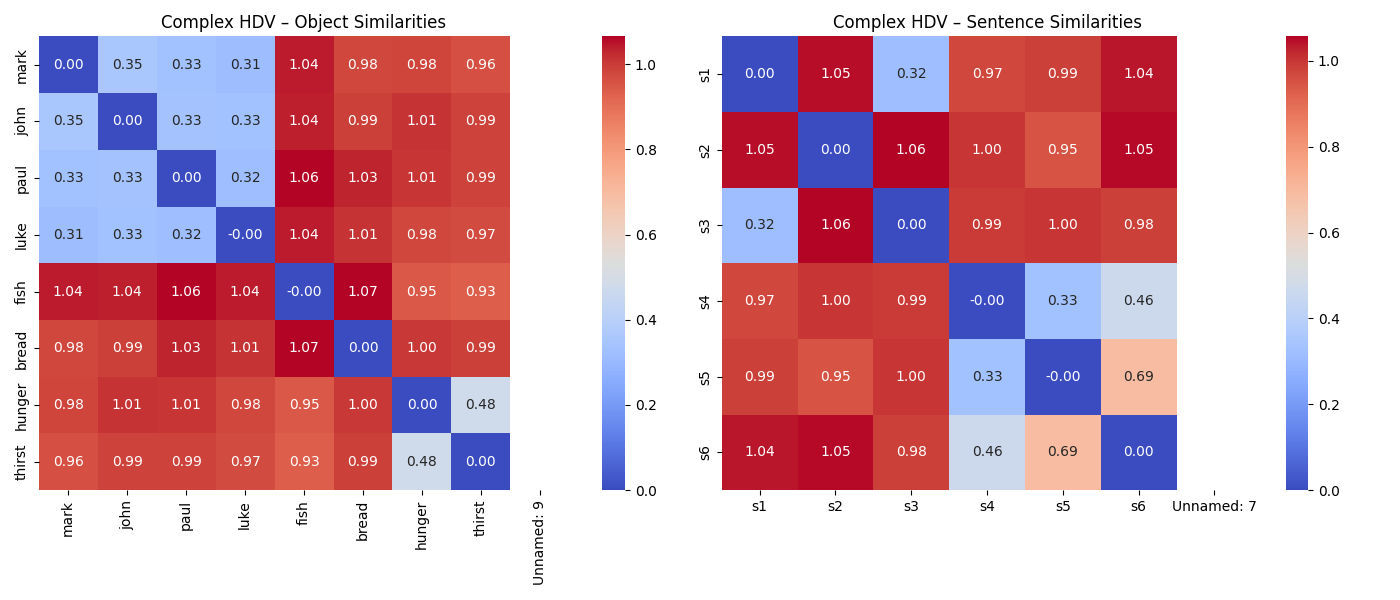 Complex HDV – Object Similarities
mark 0.00 0.35 0.33 0.31 1.04 0.98 0.98 0.96
john 0.35 0.00 0.33 0.33 1.04 0.99 1.01 0.99
paul 0.33 0.33 0.00 0.32 1.06 1.03 1.01 0.99
luke 0.31 0.33 0.32 -0.00 1.04 1.01 0.98 0.97
fish 1.04 1.04 1.06 1.04 -0.00 1.07 0.95 0.93
bread 0.98 0.99 1.03 1.01 1.07 0.00 1.00 0.99
hunger 0.98 1.01 1.01 0.98 0.95 1.00 0.00 0.48
thirst 0.96 0.99 0.99 0.97 0.93 0.99 0.48 0.00
mark john paul luke fish bread hunger thirst Unnamed: 9
1.0
0.8
0.6
0.4
0.2
0.0
Complex HDV – Sentence Similarities
s1 0.00 1.05 0.32 0.97 0.99 1.04
s2 1.05 0.00 1.06 1.00 0.95 1.05
s3 0.32 1.06 0.00 0.99 1.00 0.98
s4 0.97 1.00 0.99 -0.00 0.33 0.46
s5 0.99 0.95 1.00 0.33 -0.00 0.69
s6 1.04 1.05 0.98 0.46 0.69 0.00
s1 s2 s3 s4 s5 s6 Unnamed: 7
1.0
0.8
0.6
0.4
0.2
0.0